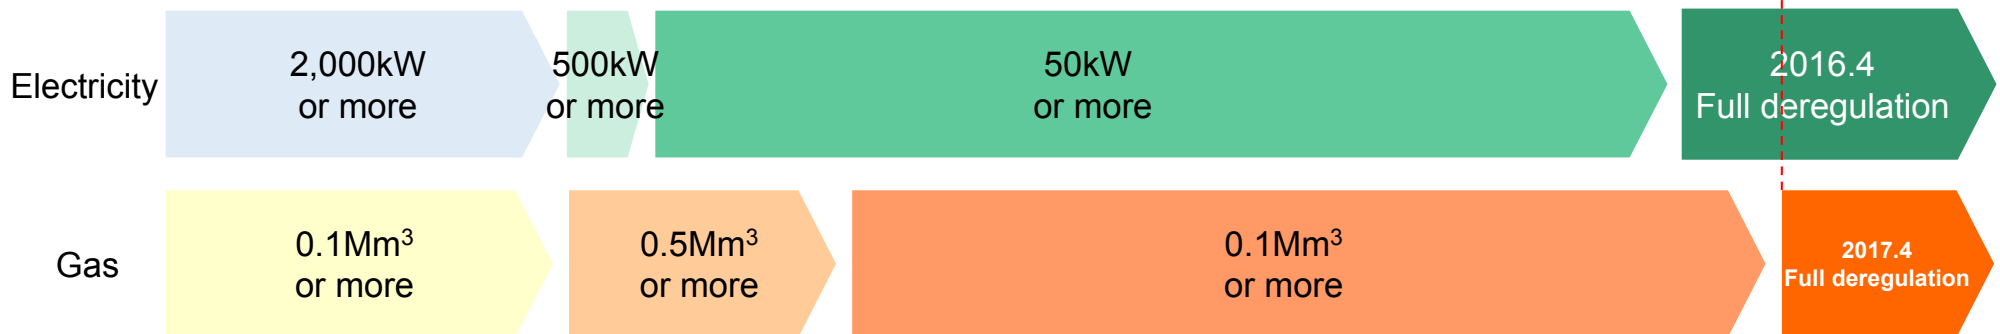 Electricity
2,000kW
or more
500kW
or more
50kW
or more
2016.4
Full deregulation
Gas
0.1Mm³
or more
0.5Mm³
or more
0.1Mm³
or more
2017.4
Full deregulation